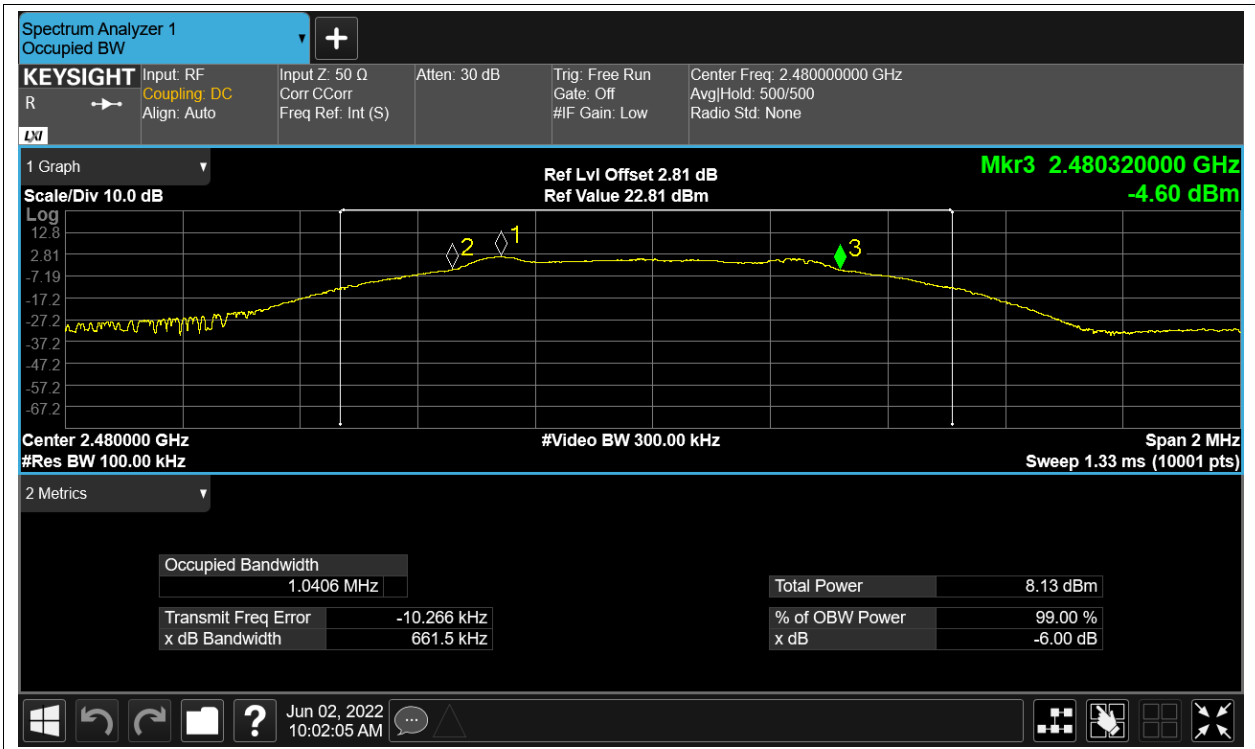 Spectrum Analyzer 1
Occupied BW
KEYSIGHT
R
LXI
Input: RF
Coupling: DC
Align: Auto
Input Z: 50 Ω
Corr CCorr
Freq Ref: Int (S)
Atten: 30 dB
Trig: Free Run
Gate: Off
#IF Gain: Low
Center Freq: 2.480000000 GHz
Avg|Hold: 500/500
Radio Std: None
1 Graph
Scale/Div 10.0 dB
Ref Lvl Offset 2.81 dB
Ref Value 22.81 dBm
Mkr3 2.480320000 GHz
-4.60 dBm
Log
12.8
2.81
-7.19
-17.2
-27.2
-37.2
-47.2
-57.2
-67.2
2
1
3
Center 2.480000 GHz
#Res BW 100.00 kHz
#Video BW 300.00 kHz
Span 2 MHz
Sweep 1.33 ms (10001 pts)
2 Metrics
Occupied Bandwidth
1.0406 MHz
Transmit Freq Error -10.266 kHz
x dB Bandwidth 661.5 kHz
Total Power 8.13 dBm
% of OBW Power 99.00 %
x dB -6.00 dB
?
Jun 02, 2022
10:02:05 AM